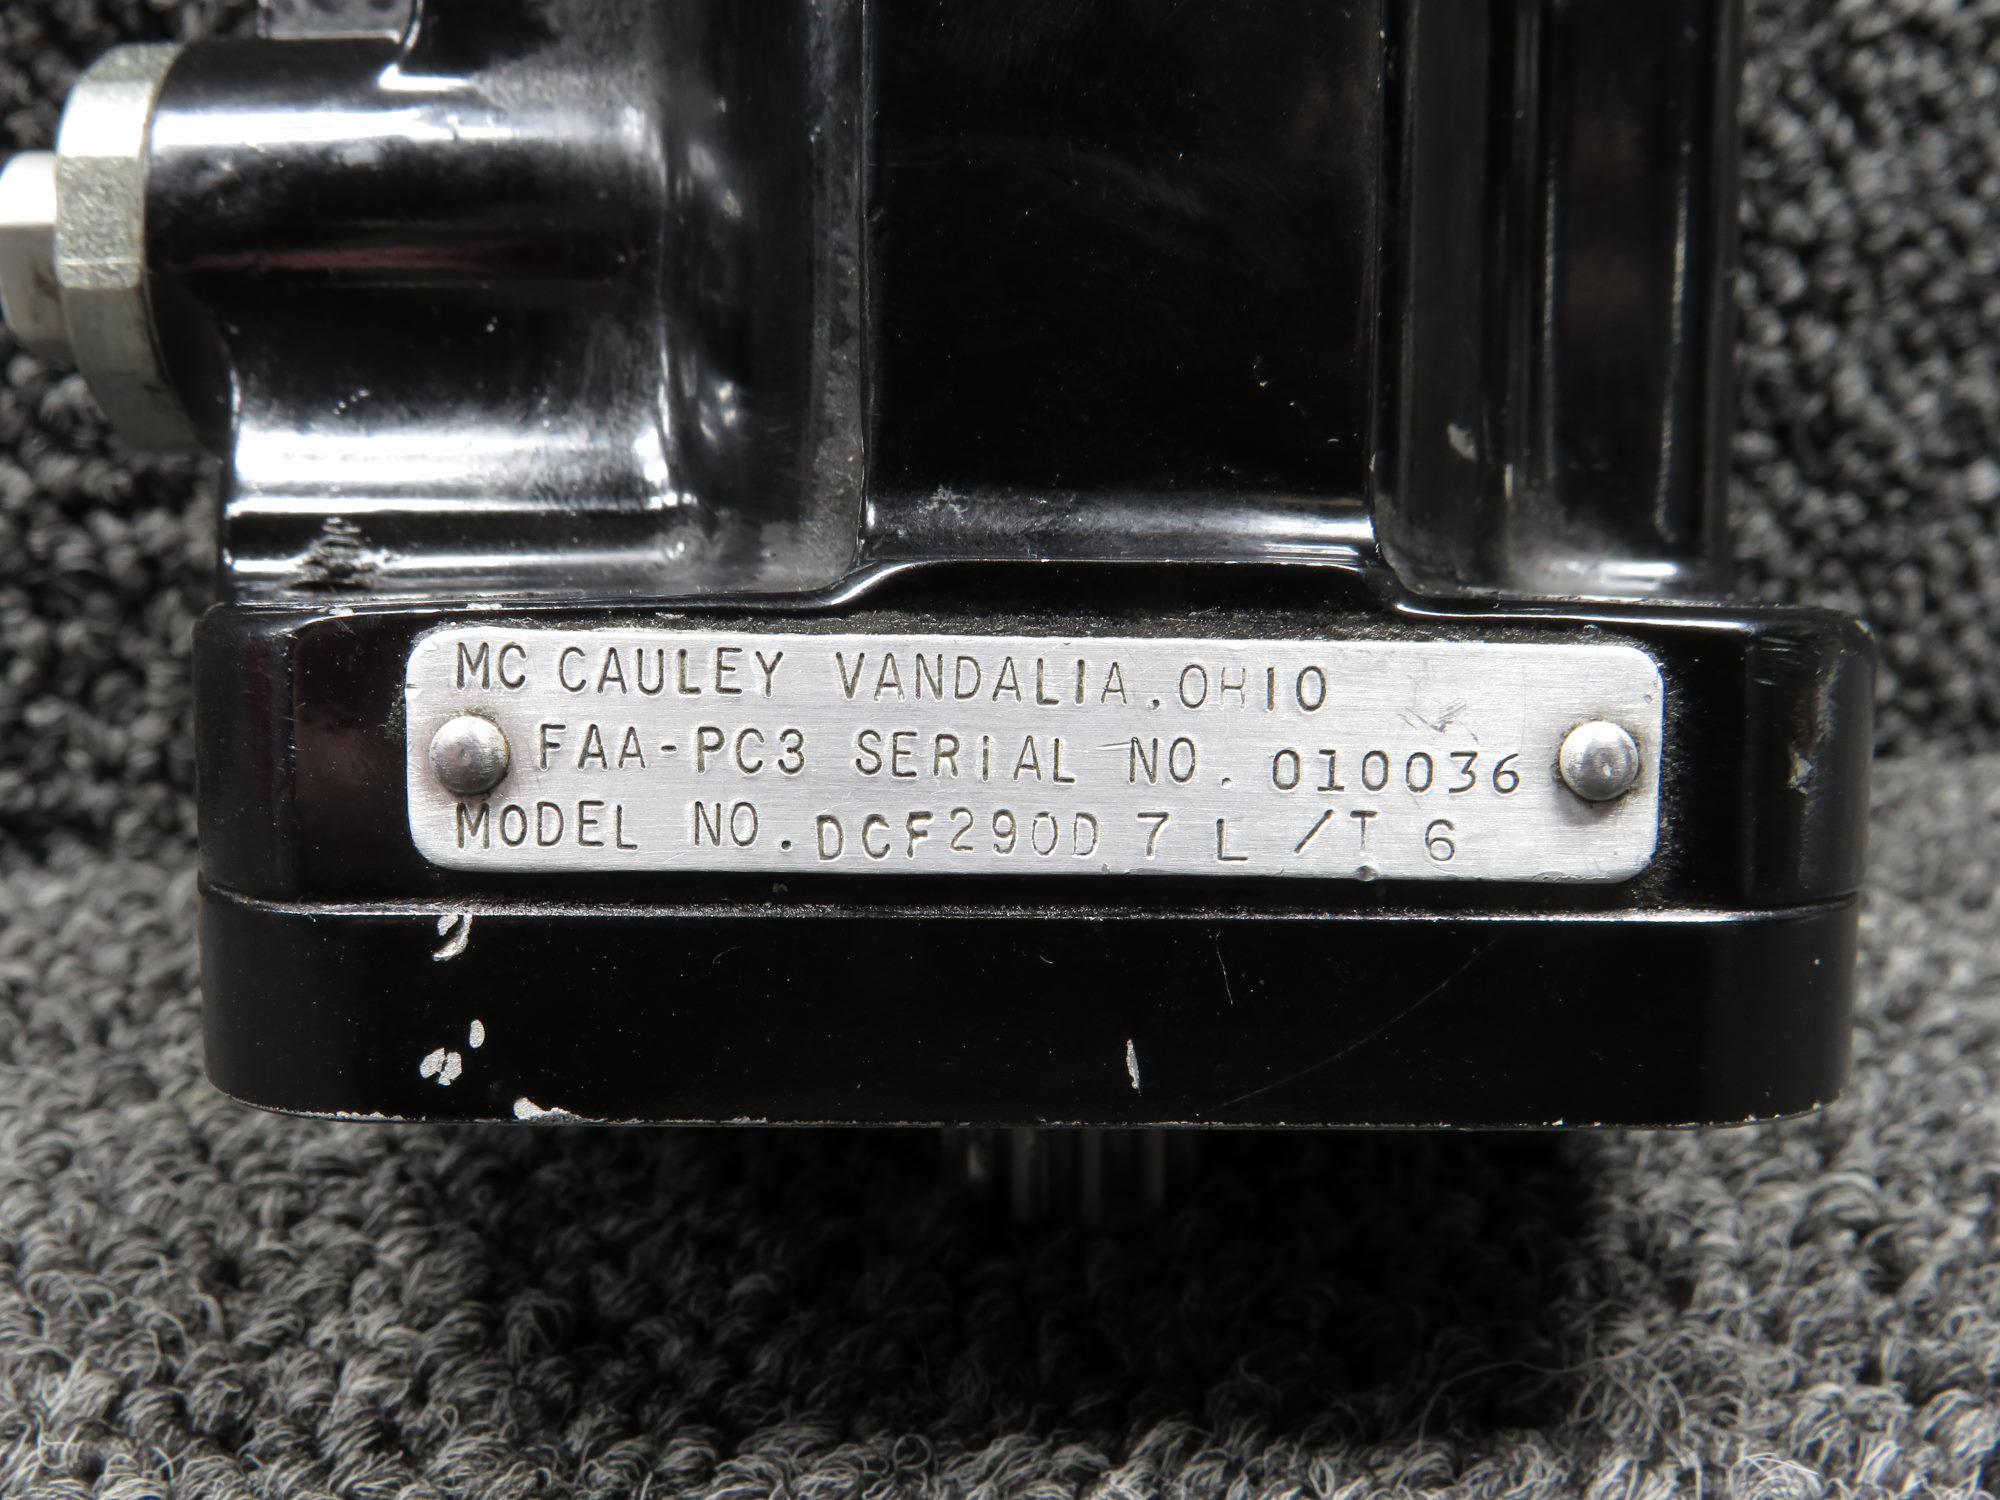 MC CAULEY VANDALIA, OHIO
FAA-PC3 SERIAL NO. 010036
MODEL NO. DCF290D 7 L /T 6